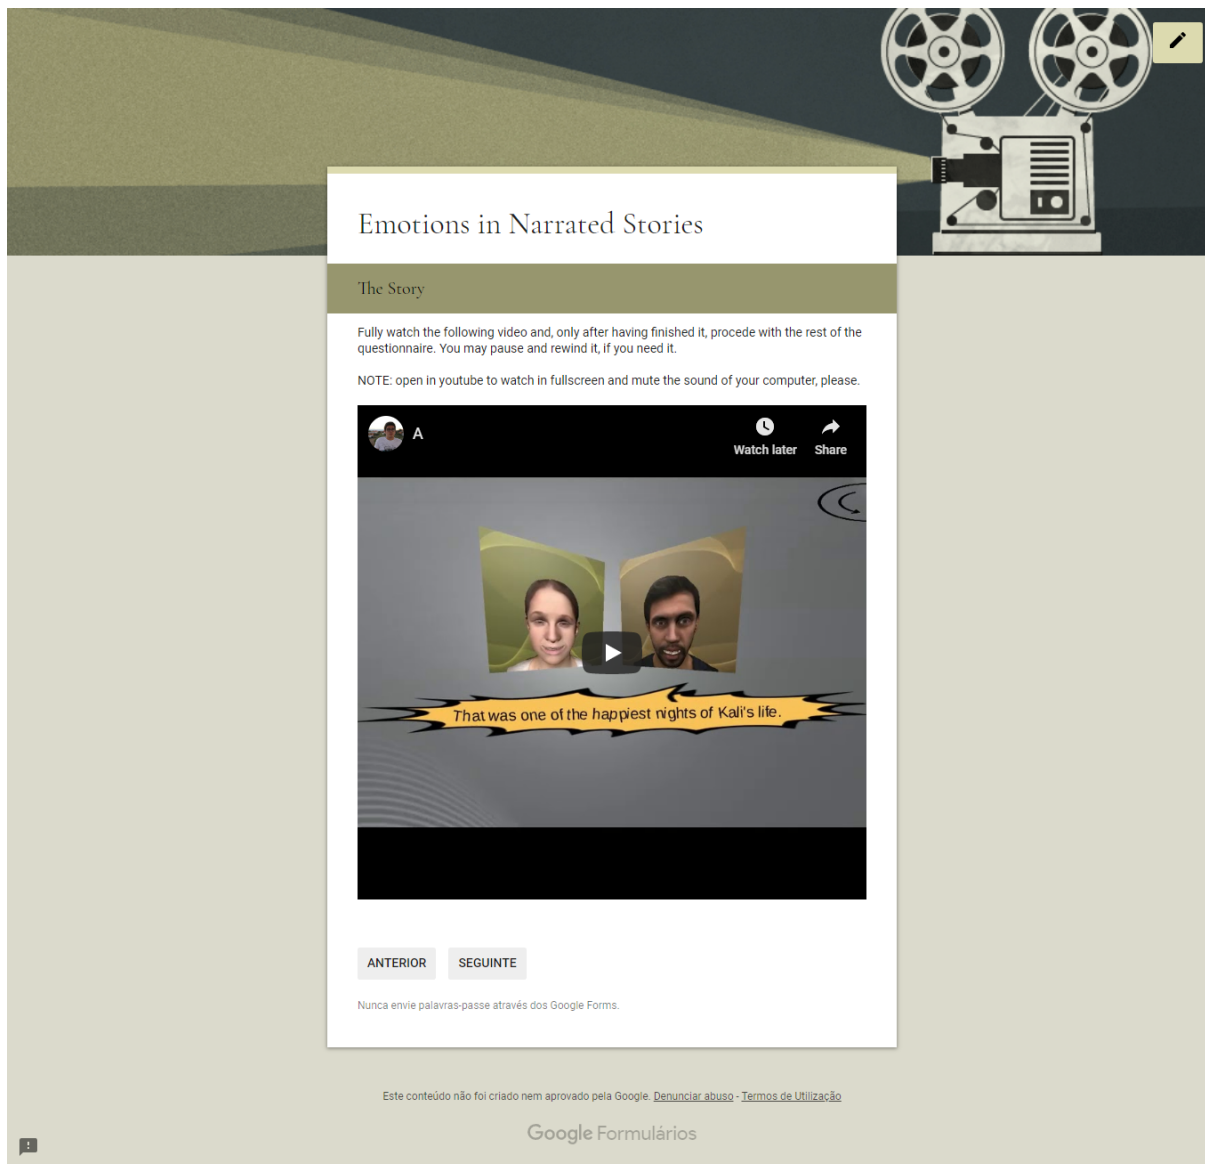 Emotions in Narrated Stories
The Story
Fully watch the following video and, only after having finished it, procede with the rest of the
questionnaire. You may pause and rewind it, if you need it.
NOTE: open in youtube to watch in fullscreen and mute the sound of your computer, please.
A
Watch later
Share
That was one of the happiest nights of Kali's life.
ANTERIOR
SEGUINTE
Nunca envie palavras-passe através dos Google Forms.
Este conteúdo não foi criado nem aprovado pela Google. Denunciar abuso - Termos de Utilização
Google Formulários